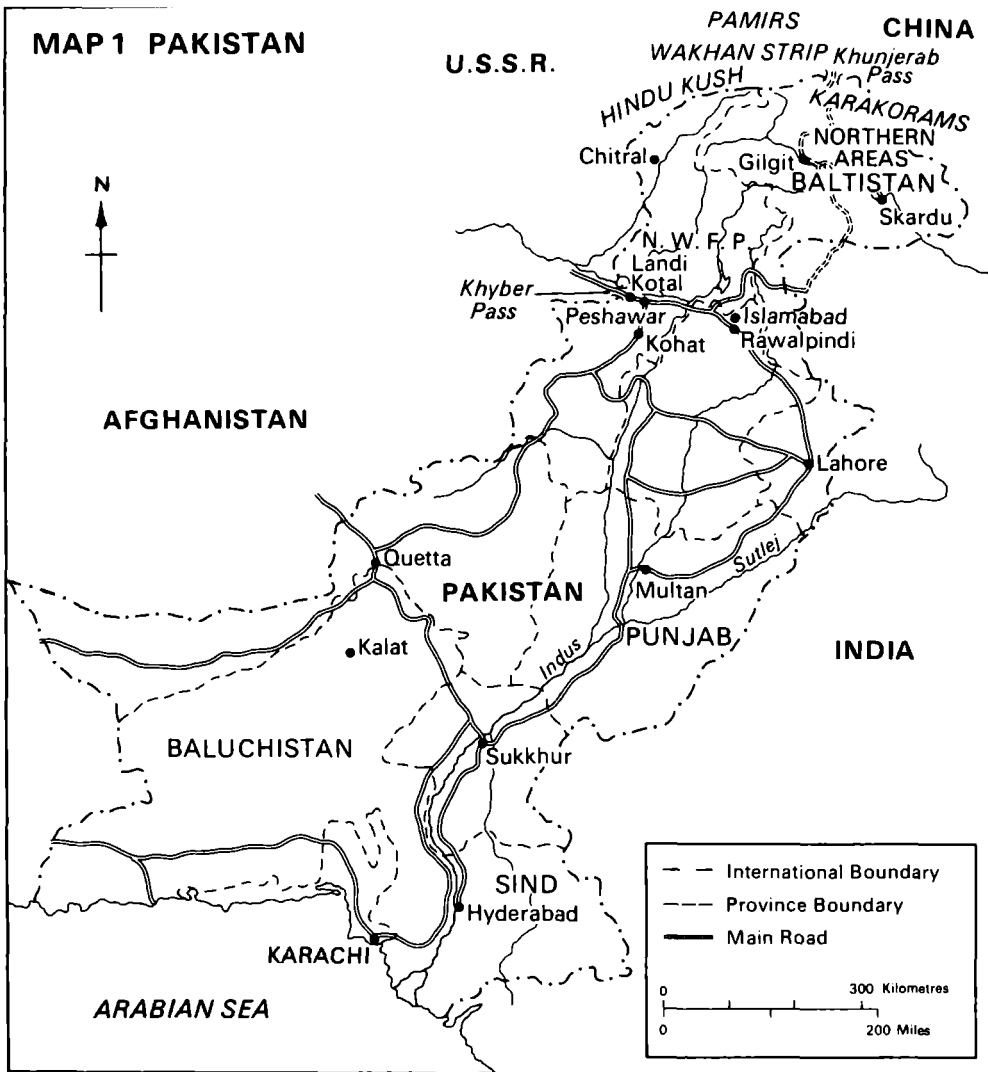 MAP 1 PAKISTAN
PAMIRS
CHINA
U.S.S.R.
WAKHAN STRIP
Khunjerab
Pass
HINDU KUSH
KARAKORAMS
NORTHERN
AREAS
Chitral
Gilgit
BALTISTAN
Skardu
N
N. W. F. P
Landi
Kotal
Khyber
Pass
Peshawar
Islamabad
Rawalpindi
Kohat
AFGHANISTAN
Lahore
Quetta
Sutlej
Multan
PAKISTAN
PUNJAB
Indus
Kalat
INDIA
BALUCHISTAN
Sukkhur
SIND
Hyderabad
KARACHI
ARABIAN SEA
International Boundary
Province Boundary
Main Road
0 300 Kilometres
0 200 Miles